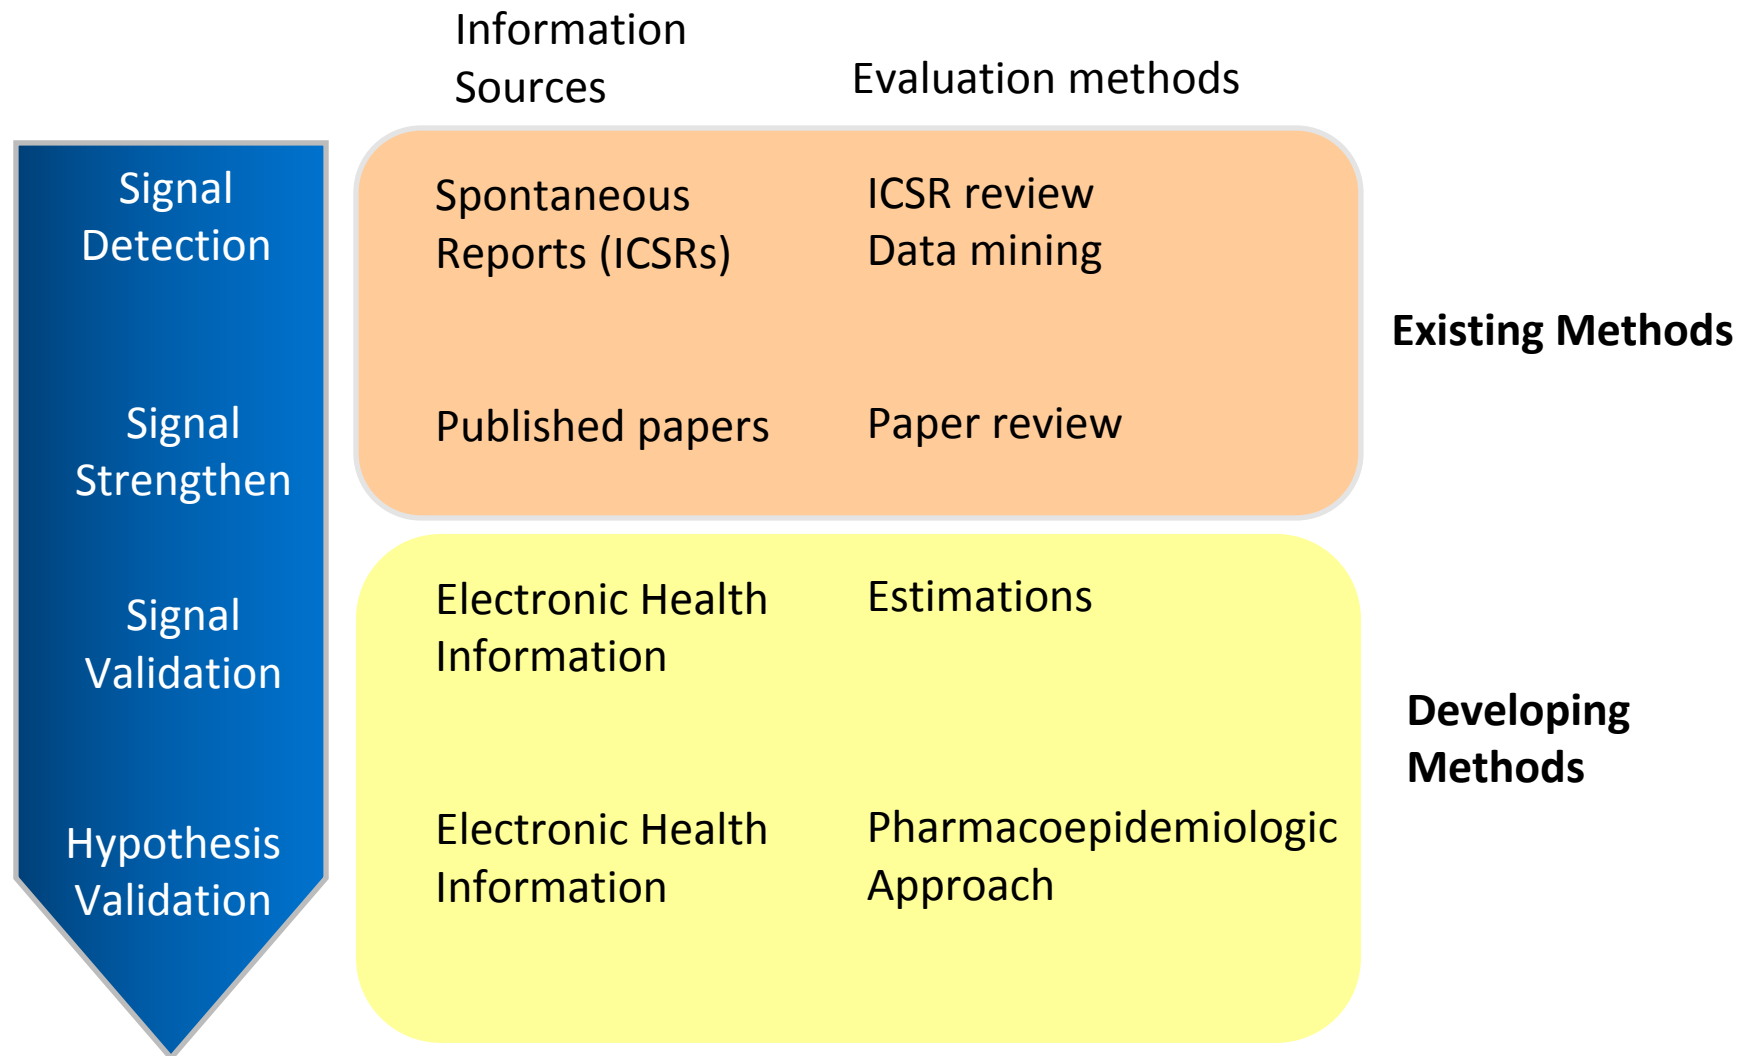 Information
Sources
Evaluation methods
Signal
Detection
Spontaneous
Reports (ICSRs)
ICSR review
Data mining
Existing Methods
Signal
Strengthen
Published papers
Paper review
Signal
Validation
Electronic Health
Information
Estimations
Developing
Methods
Hypothesis
Validation
Electronic Health
Information
Pharmacoepidemiologic
Approach